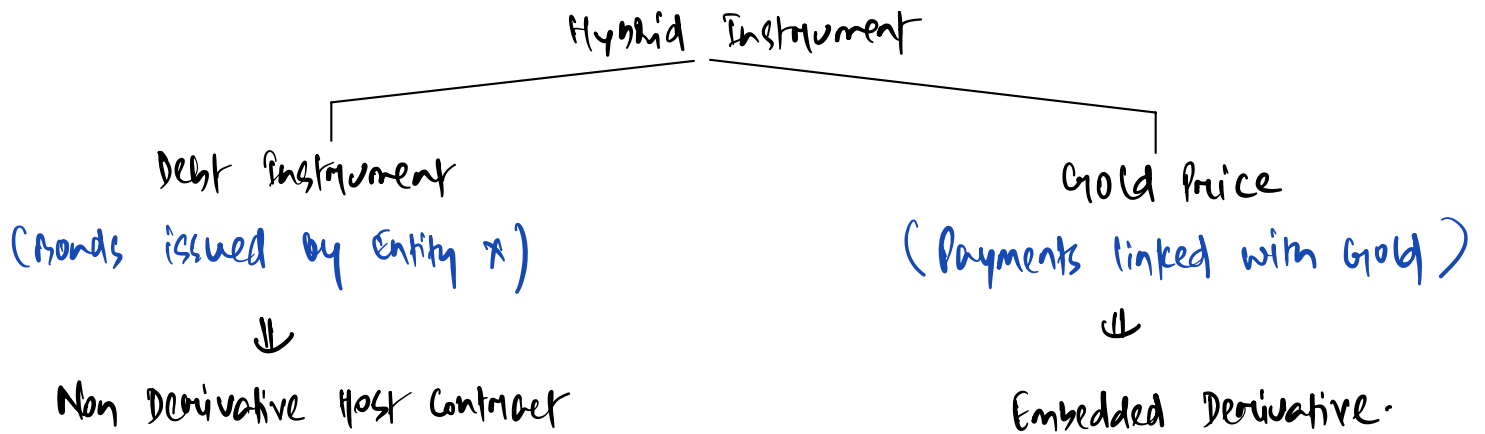 Hybrid Instrument
Debt Instrument
Gold Price
(Bonds issued by Entity X)
(Payments linked with Gold)
Non Derivative Host Contract
Embedded Derivative.